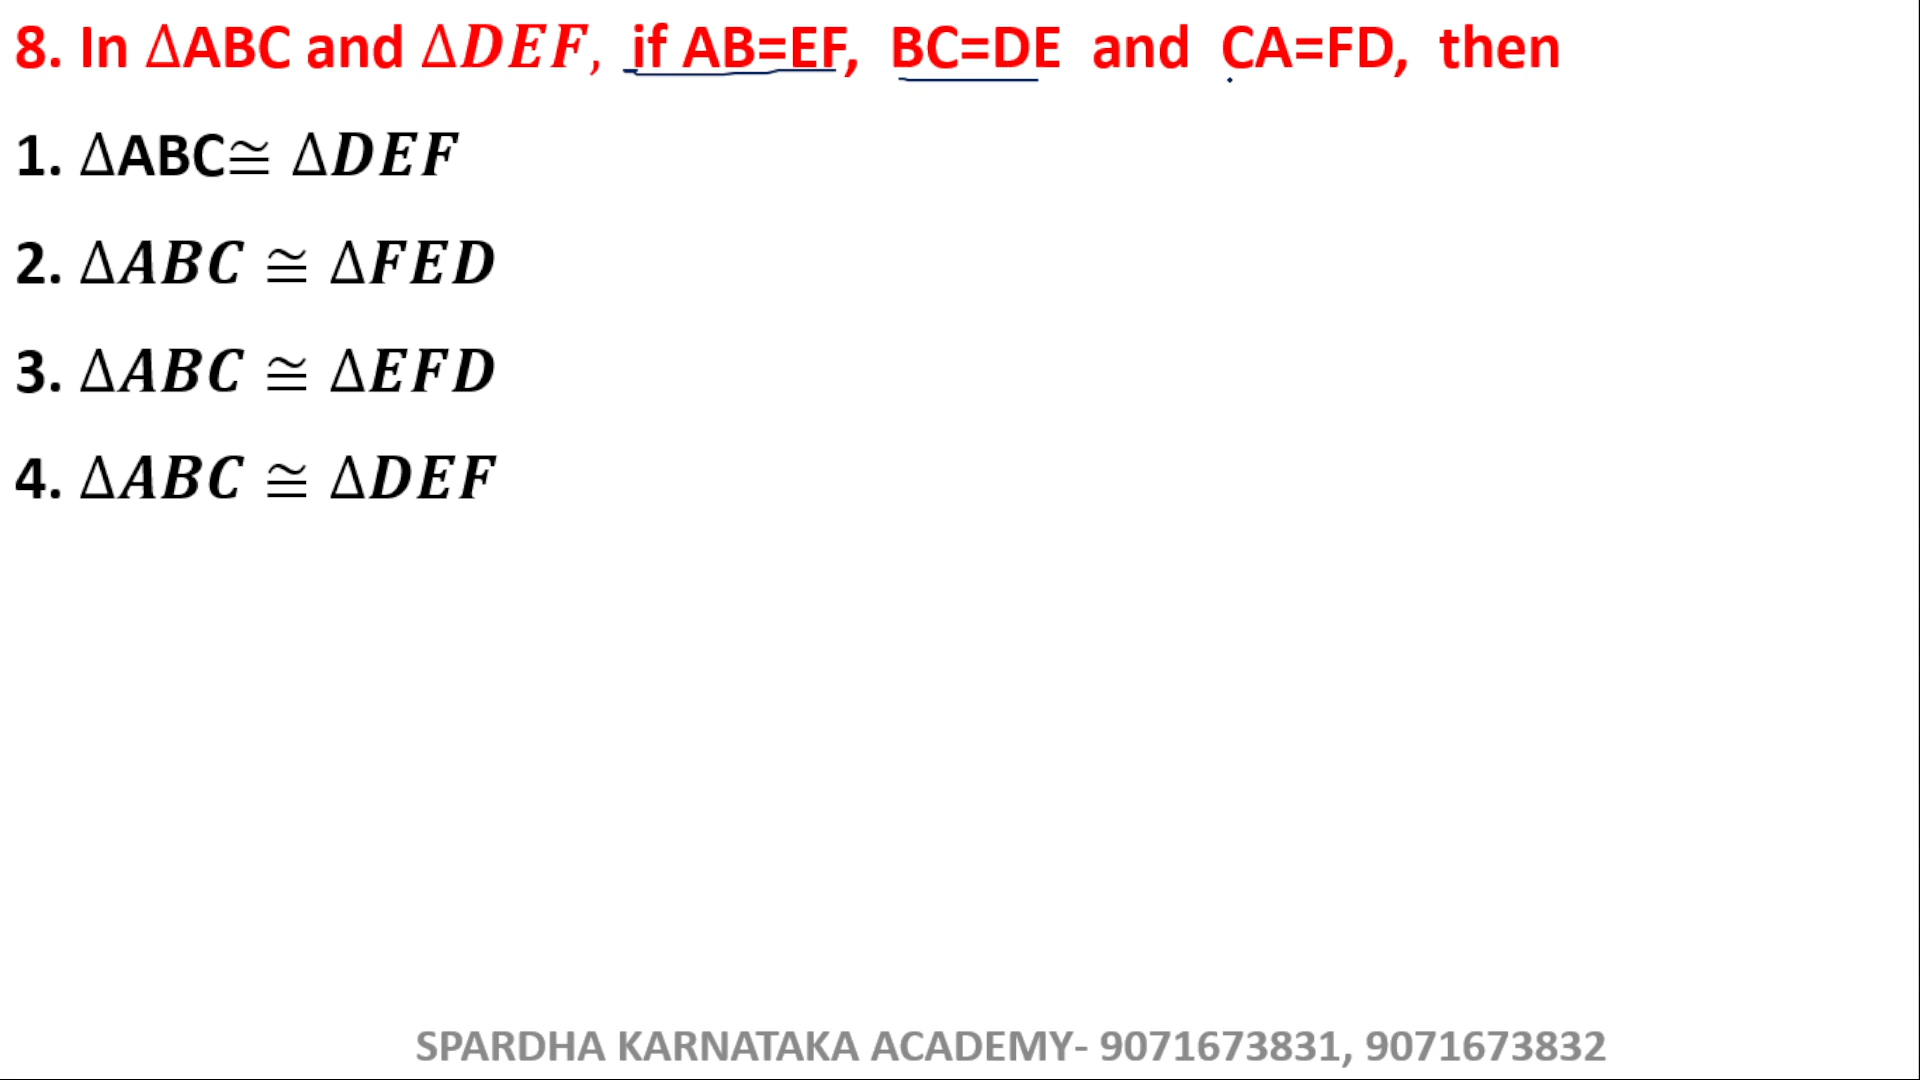 8. In ΔABC and ΔDEF, if AB=EF, BC=DE and CA=FD, then
1. ΔABC≅ ΔDEF
2. ΔABC ≅ ΔFED
3. ΔABC ≅ ΔEFD
4. ΔABC ≅ ΔDEF
SPARDHA KARNATAKA ACADEMY- 9071673831, 9071673832